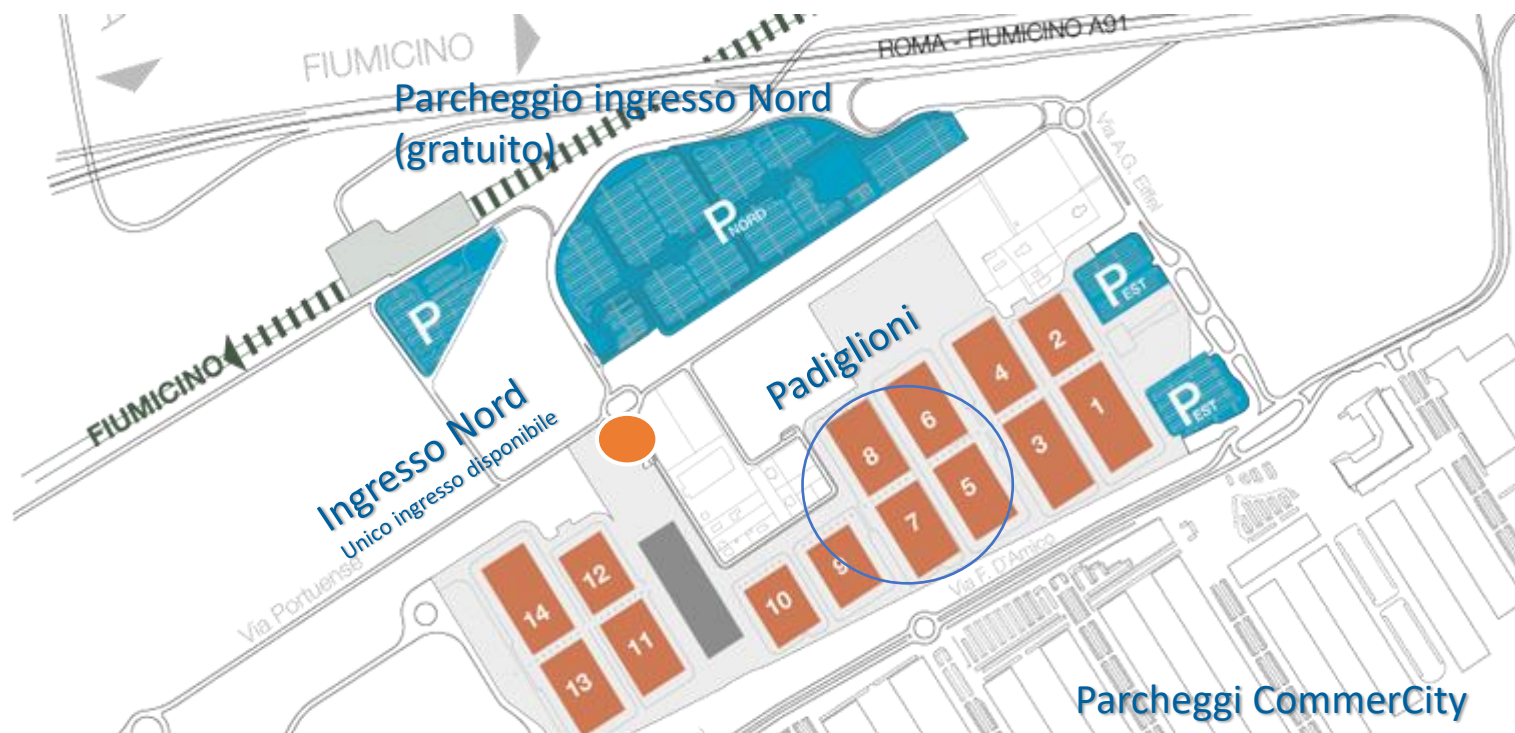 FIUMICINO
ROMA - FIUMICINO A91
Parcheggio ingresso Nord
(gratuito)
Via A.G. Eiffel
P NORD
P
P EST
P EST
FIUMICINO
Padiglioni
Ingresso Nord
Unico ingresso disponibile
2
4
1
6
3
8
5
7
9
10
12
14
11
13
Via Portuense
Via F. D'Amico
Parcheggi CommerCity